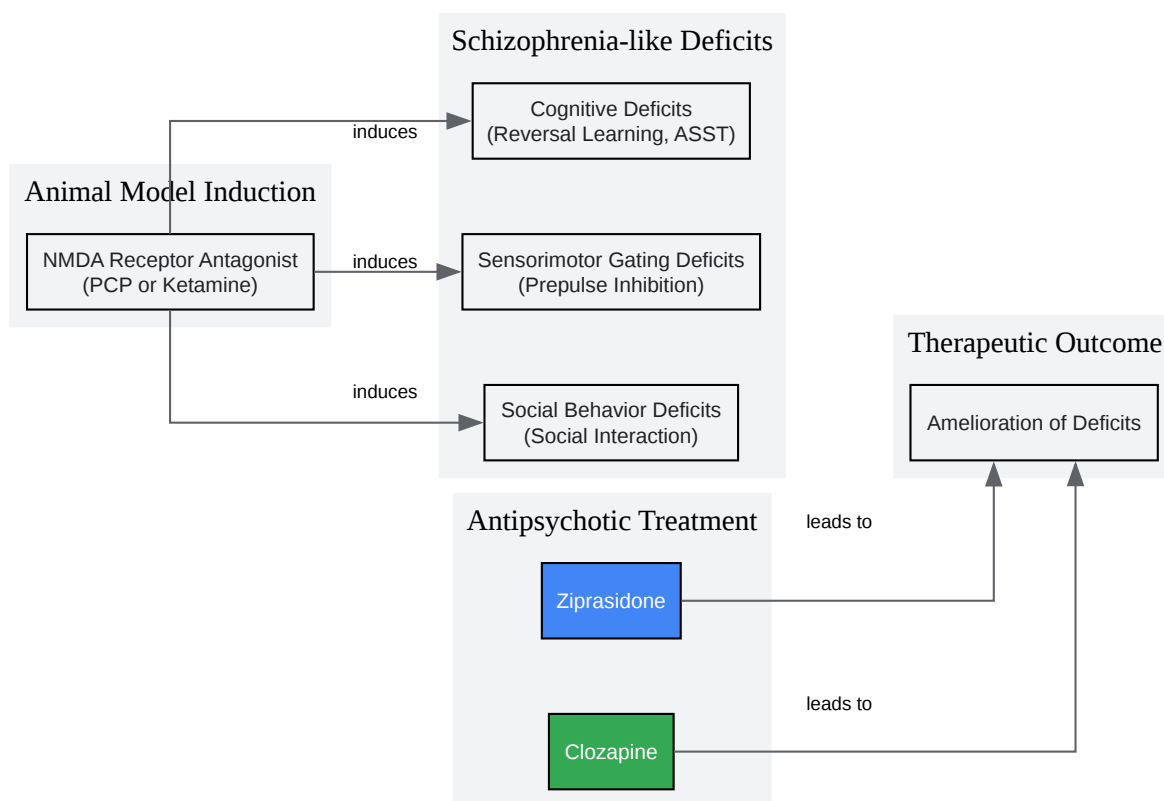 Schizophrenia-like Deficits
Cognitive Deficits
(Reversal Learning, ASST)
induces
Animal Model Induction
NMDA Receptor Antagonist
(PCP or Ketamine)
induces
Sensorimotor Gating Deficits
(Prepulse Inhibition)
induces
Social Behavior Deficits
(Social Interaction)
Therapeutic Outcome
Amelioration of Deficits
Antipsychotic Treatment
leads to
Ziprasidone
leads to
Clozapine